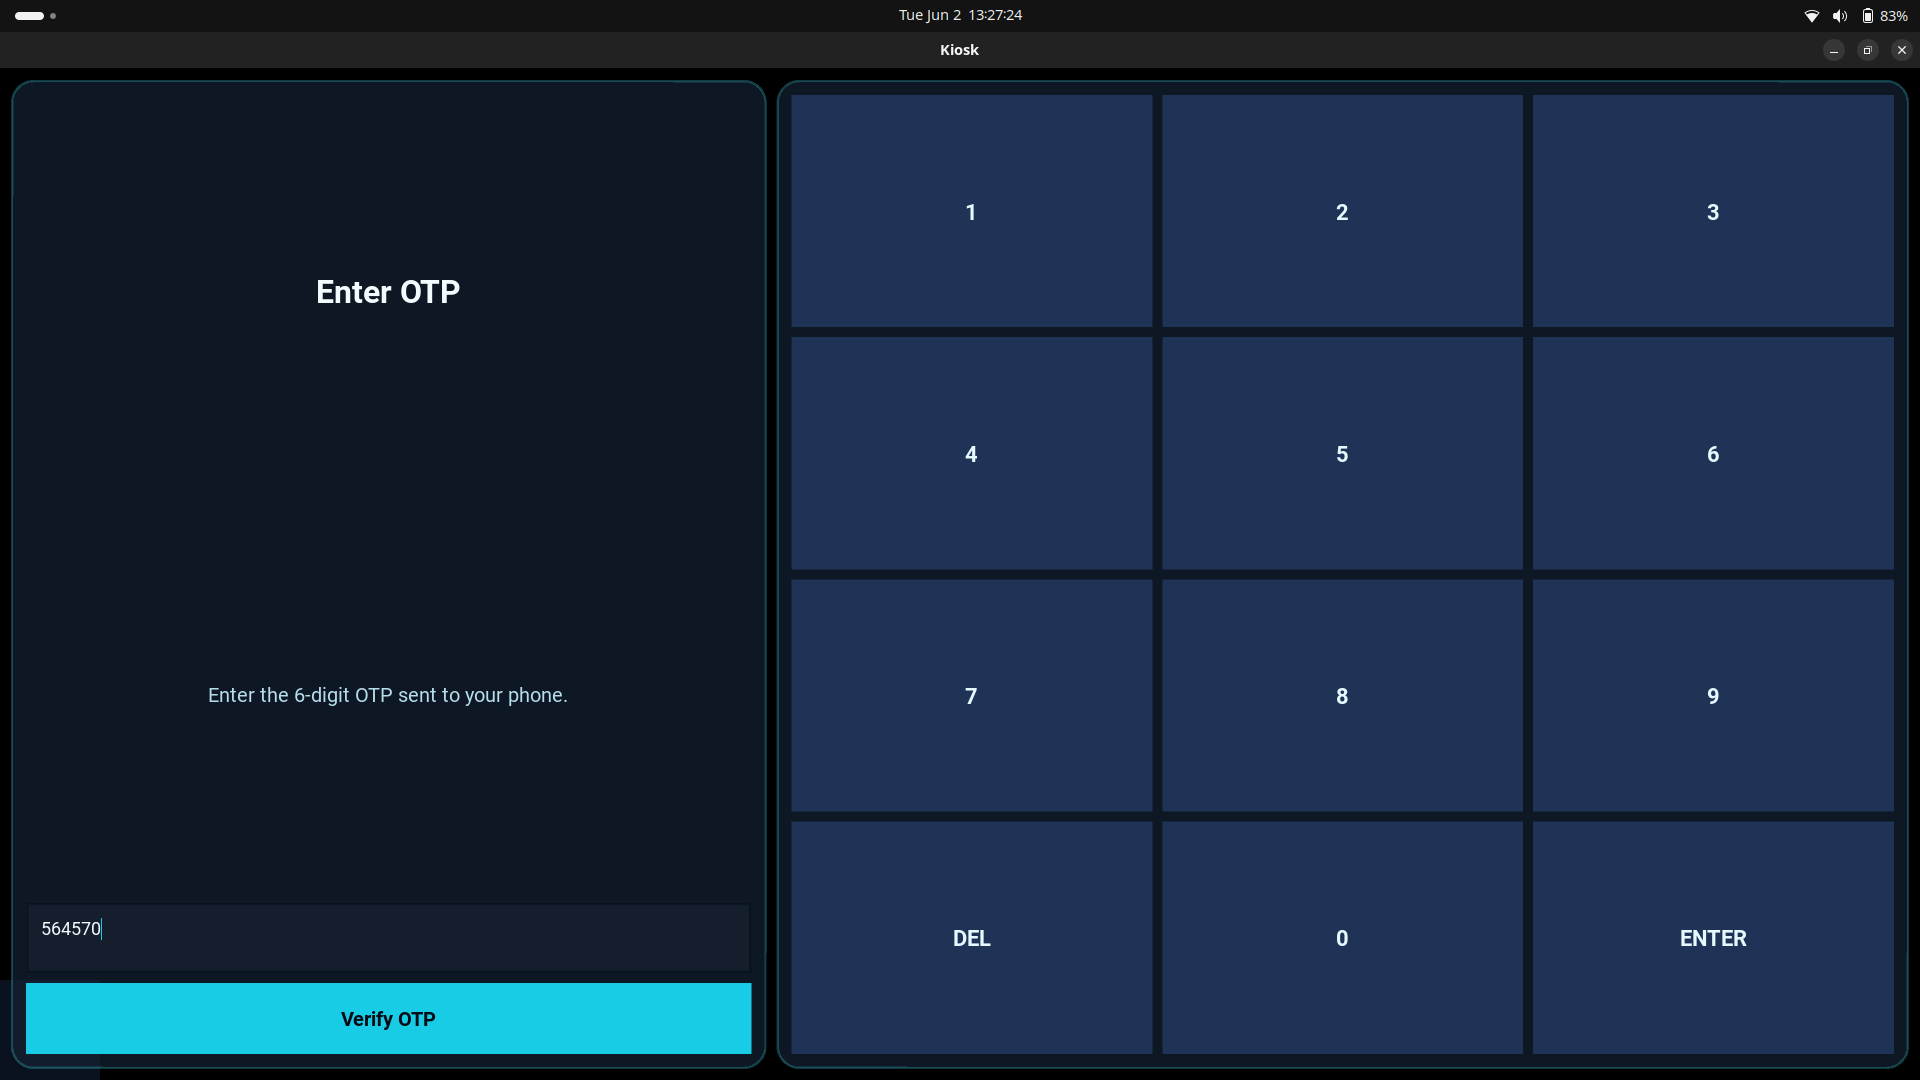 Tue Jun 2 13:27:24
83%
Kiosk
Enter OTP
Enter the 6-digit OTP sent to your phone.
564570
Verify OTP
1 2 3
4 5 6
7 8 9
DEL 0 ENTER